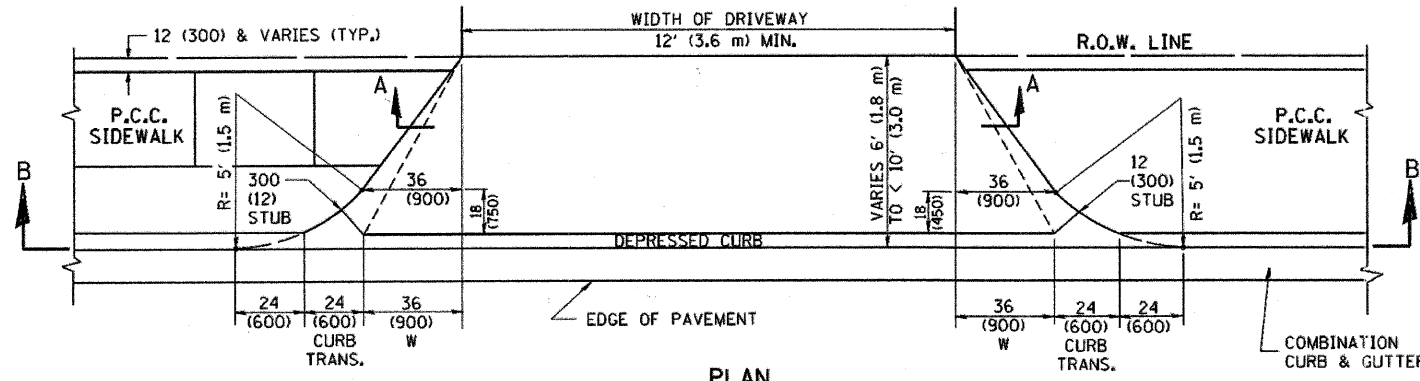 WIDTH OF DRIVEWAY
12' (3.6 m) MIN.
12 (300) & VARIES (TYP.)
R.O.W. LINE
A
A
P.C.C.
SIDEWALK
P.C.C.
SIDEWALK
R= 5' (1.5 m)
VARIES 6' (1.8 m)
TO < 10' (3.0 m)
R= 5' (1.5 m)
B
B
300
(12)
STUB
36
(900)
18
(750)
36
(900)
18
(450)
12
(300)
STUB
DEPRESSED CURB
24
(600)
24
(600)
CURB
TRANS.
36
(900)
W
EDGE OF PAVEMENT
36
(900)
W
24
(600)
CURB
TRANS.
24
(600)
COMBINATION
CURB & GUTTER
PLAN